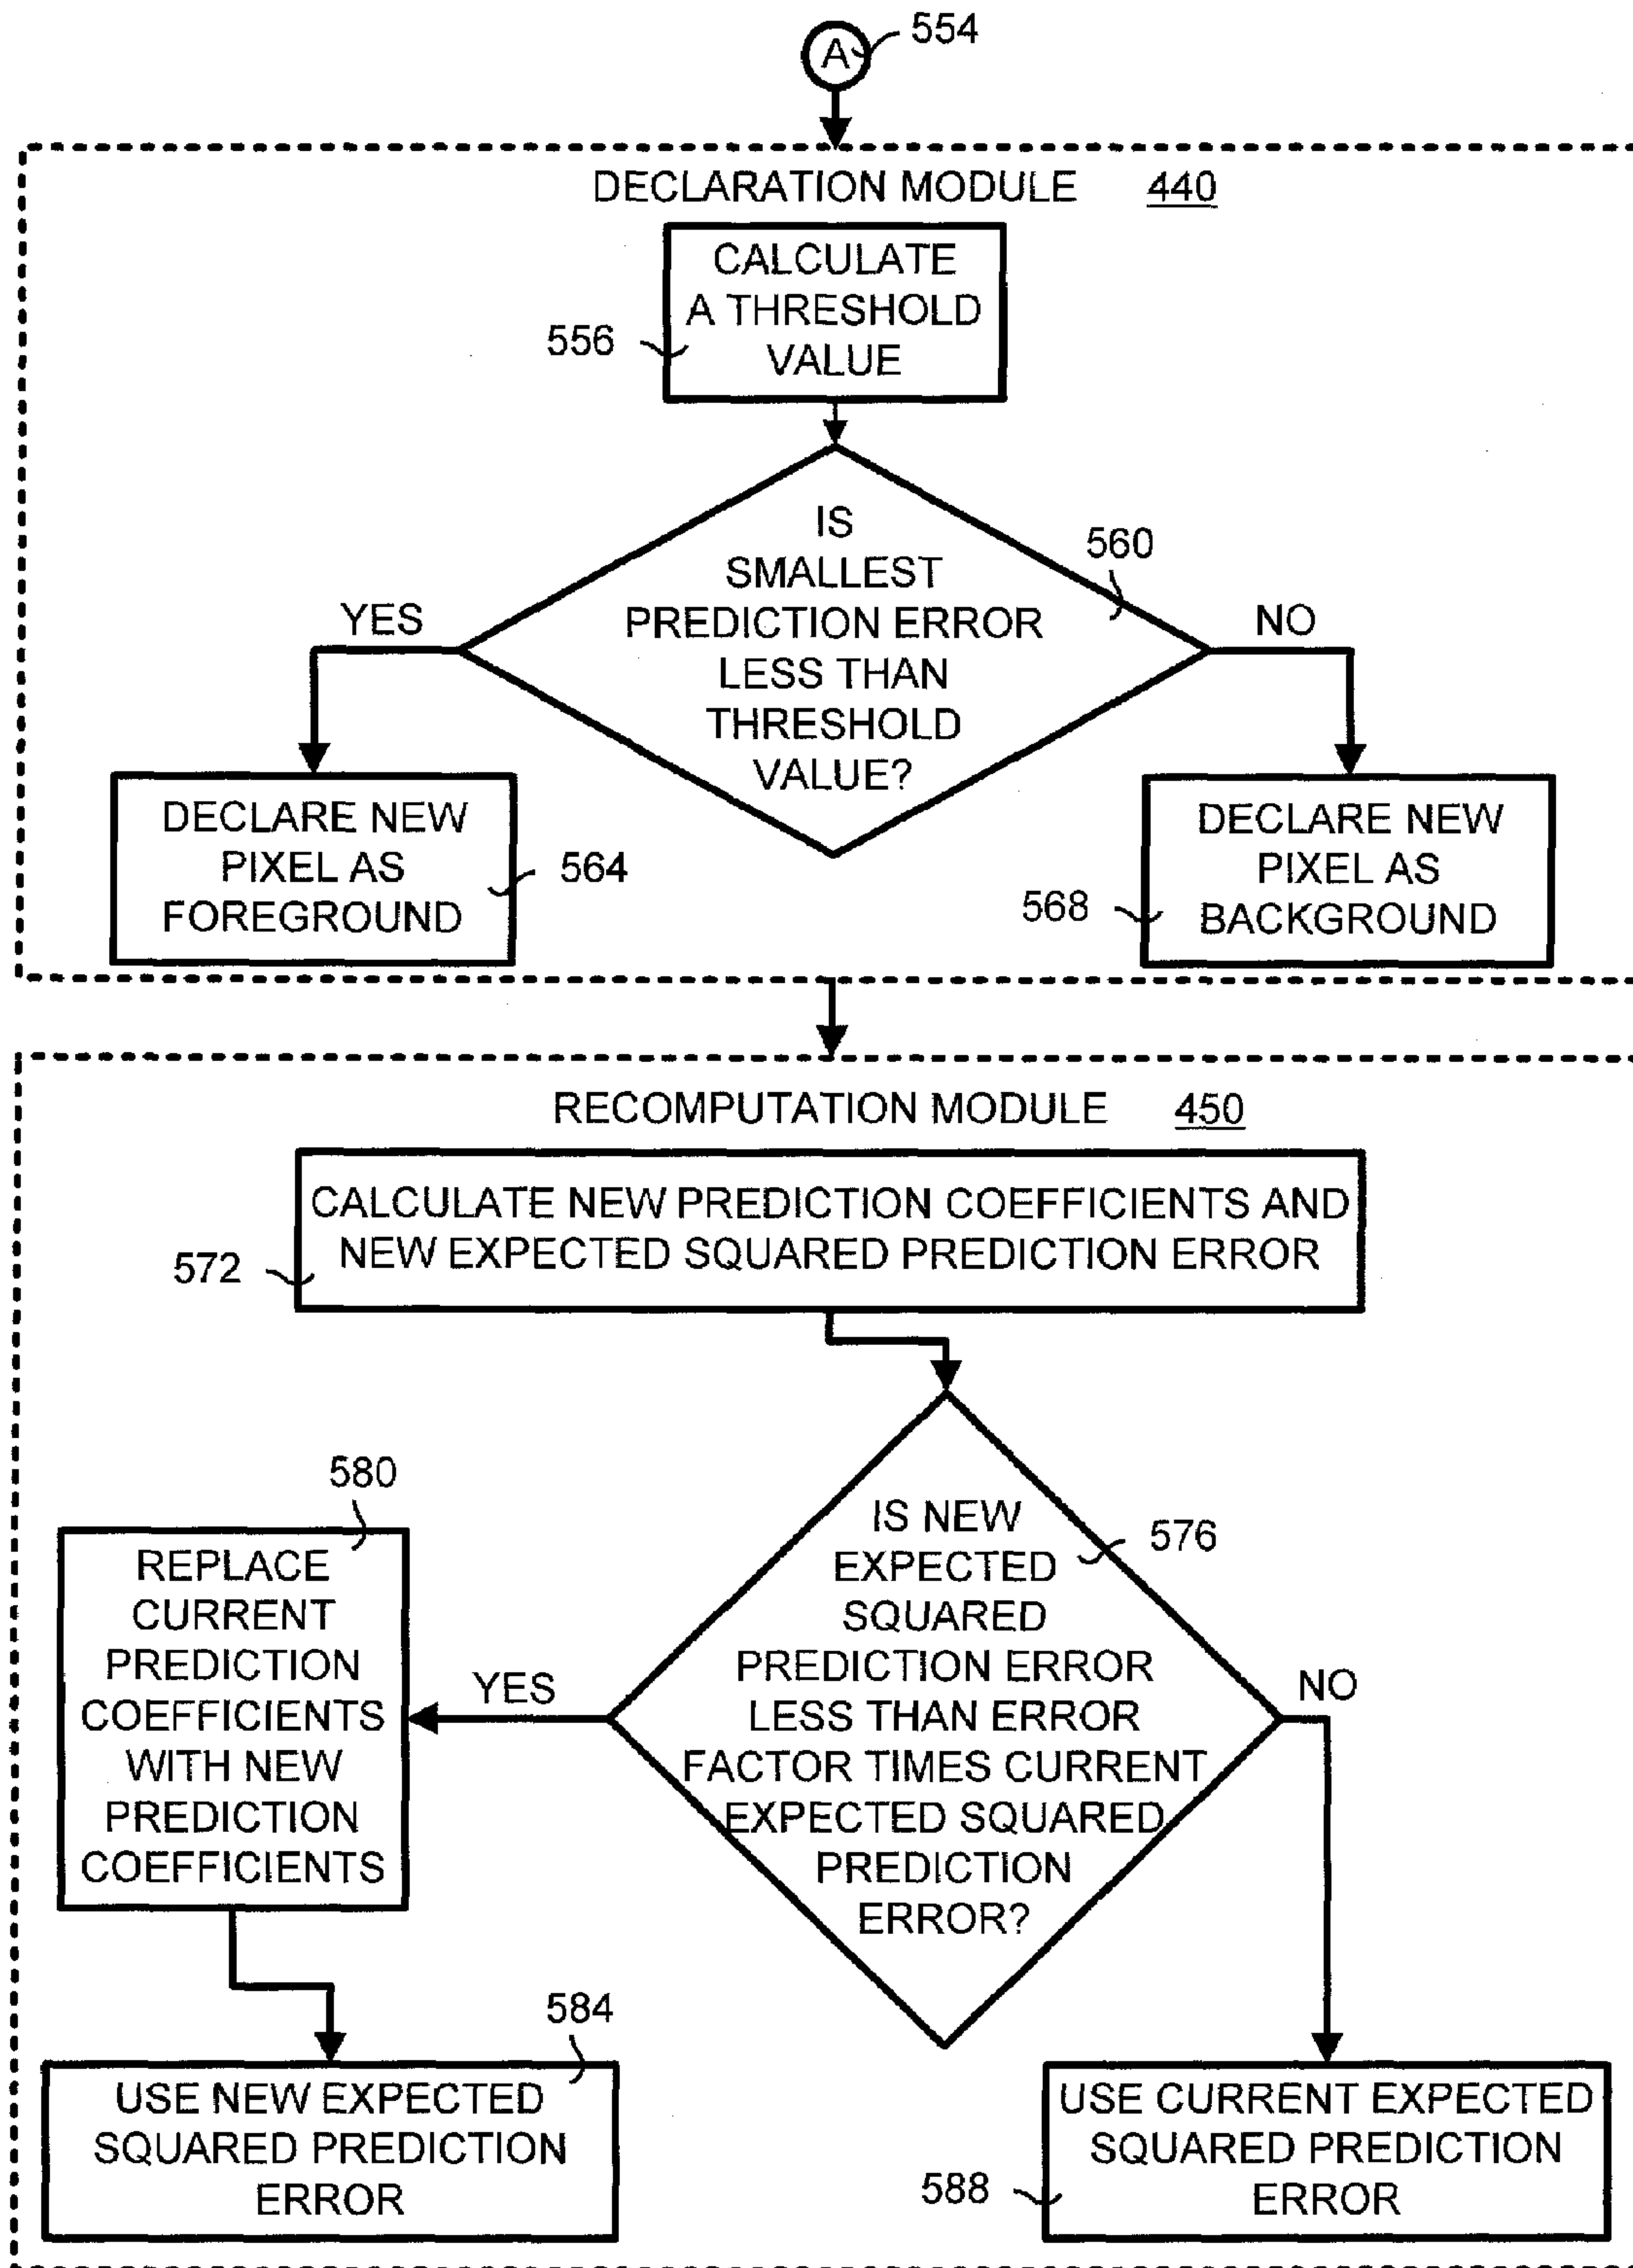 A 554
DECLARATION MODULE 440
CALCULATE
A THRESHOLD
VALUE
556
IS
SMALLEST
PREDICTION ERROR
LESS THAN
THRESHOLD
VALUE?
560
YES
NO
DECLARE NEW
PIXEL AS
FOREGROUND
564
DECLARE NEW
PIXEL AS
BACKGROUND
568
RECOMPUTATION MODULE 450
CALCULATE NEW PREDICTION COEFFICIENTS AND
NEW EXPECTED SQUARED PREDICTION ERROR
572
IS NEW
EXPECTED
SQUARED
PREDICTION ERROR
LESS THAN ERROR
FACTOR TIMES CURRENT
EXPECTED SQUARED
PREDICTION
ERROR?
576
YES
NO
580
REPLACE
CURRENT
PREDICTION
COEFFICIENTS
WITH NEW
PREDICTION
COEFFICIENTS
584
USE NEW EXPECTED
SQUARED PREDICTION
ERROR
USE CURRENT EXPECTED
SQUARED PREDICTION
ERROR
588